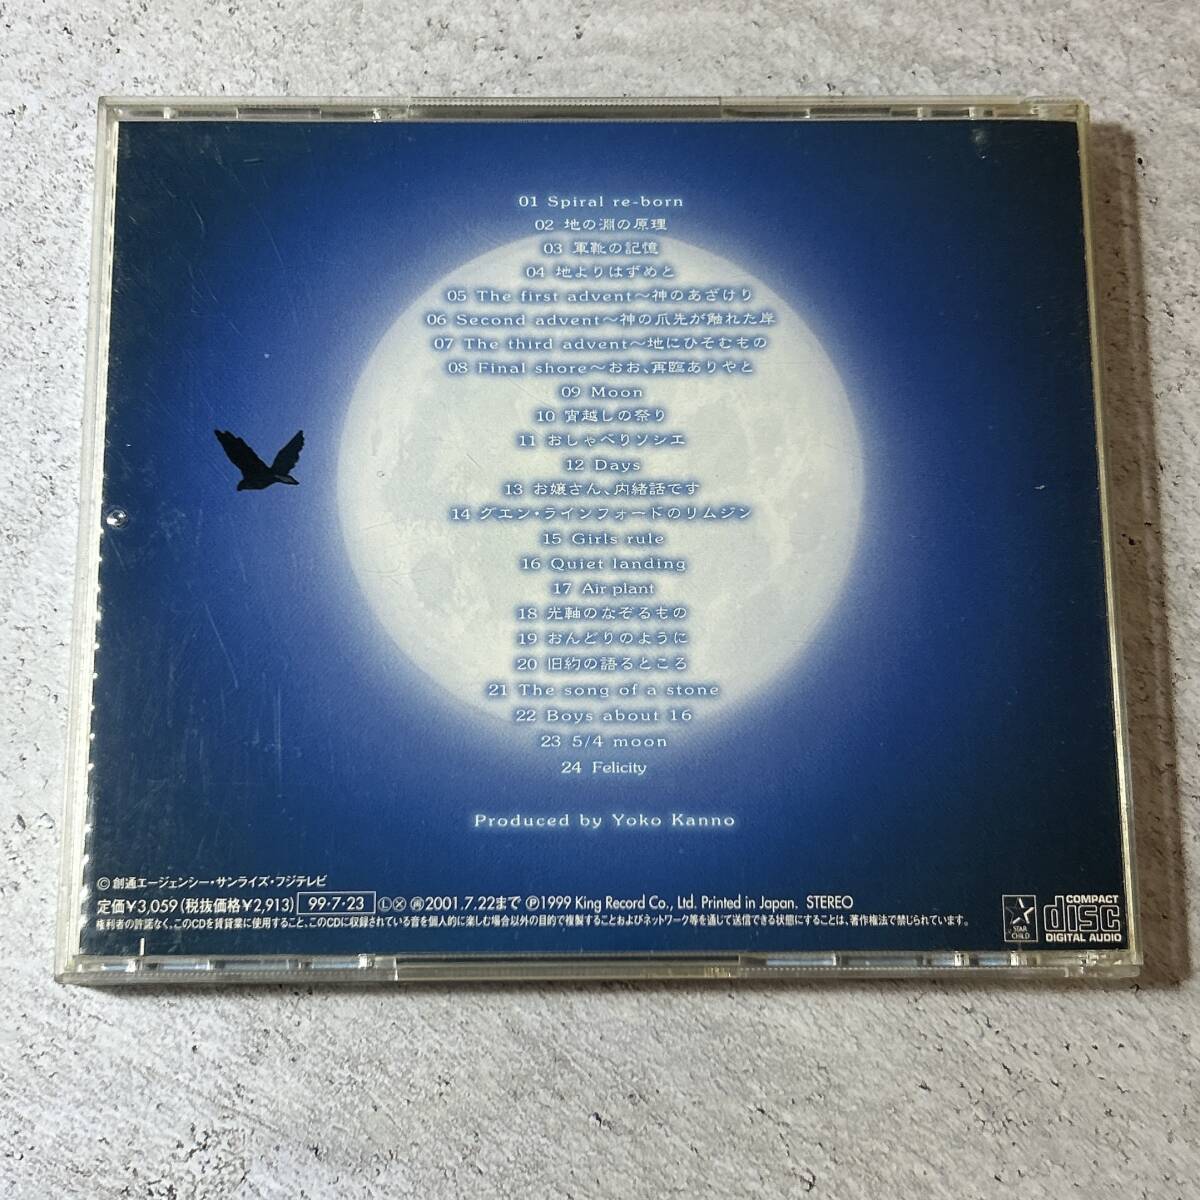 01 Spiral re-born
02 地の淵の原理
03 軍靴の記憶
04 地よりはずめと
05 The first advent〜神のあざけり
06 Second advent〜神の爪先が触れた岸
07 The third advent〜地にひそむもの
08 Final shore〜おお、再臨ありやと
09 Moon
10 宵越しの祭り
11 おしゃべりソシエ
12 Days
13 お嬢さん、内緒話です
14 グエン・ラインフォードのリムジン
15 Girls rule
16 Quiet landing
17 Air plant
18 光軸のなぞるもの
19 おんどりのように
20 旧約の語るところ
21 The song of a stone
22 Boys about 16
23 5/4 moon
24 Felicity
Produced by Yoko Kanno
© 創通エージェンシー・サンライズ・フジテレビ
定価¥3,059(税抜価格¥2,913) 99・7・23 Ⓛ 2001.7.22まで ℗1999 King Record Co., Ltd. Printed in Japan. STEREO
権利者の許諾なく、このCDを賃貸業に使用すること、このCDに収録されている音を個人的に楽しむ場合以外の目的で複製することおよびネットワーク等を通じて送信できる状態にすることは、著作権法で禁じられています。
STAR CHILD
COMPACT disc DIGITAL AUDIO